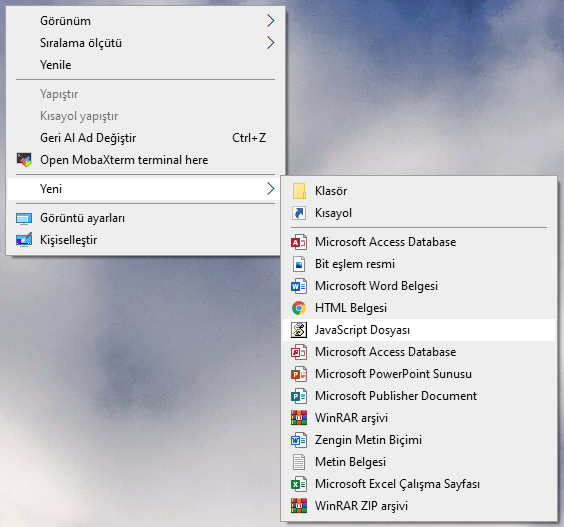 Görünüm
Sıralama ölçütü
Yenile
Yapıştır
Kısayol yapıştır
Geri Al Ad Değiştir Ctrl+Z
Open MobaXterm terminal here
Yeni
Görüntü ayarları
Kişiselleştir
Klasör
Kısayol
Microsoft Access Database
Bit eşlem resmi
Microsoft Word Belgesi
HTML Belgesi
JavaScript Dosyası
Microsoft Access Database
Microsoft PowerPoint Sunusu
Microsoft Publisher Document
WinRAR arşivi
Zengin Metin Biçimi
Metin Belgesi
Microsoft Excel Çalışma Sayfası
WinRAR ZIP arşivi